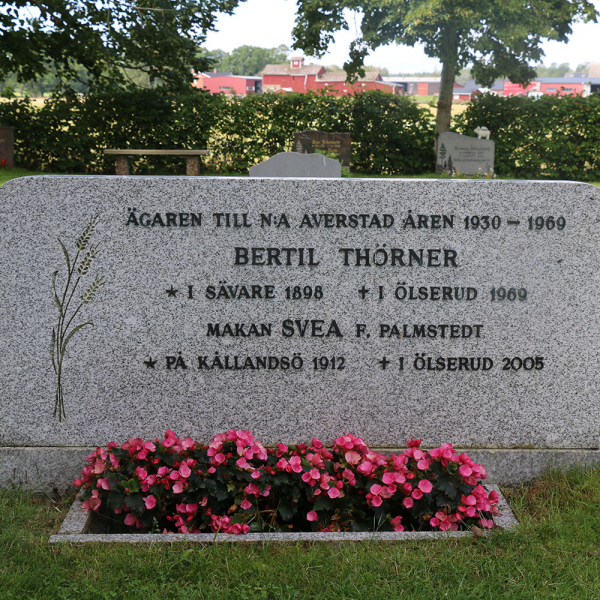 ÄGAREN TILL N:A AVERSTAD ÅREN 1930 – 1969
BERTIL THÖRNER
★ I SÄVARE 1898 ✝ I ÖLSERUD 1969
MAKAN SVEA F. PALMSTEDT
★ PÅ KÅLLANDSÖ 1912 ✝ I ÖLSERUD 2005